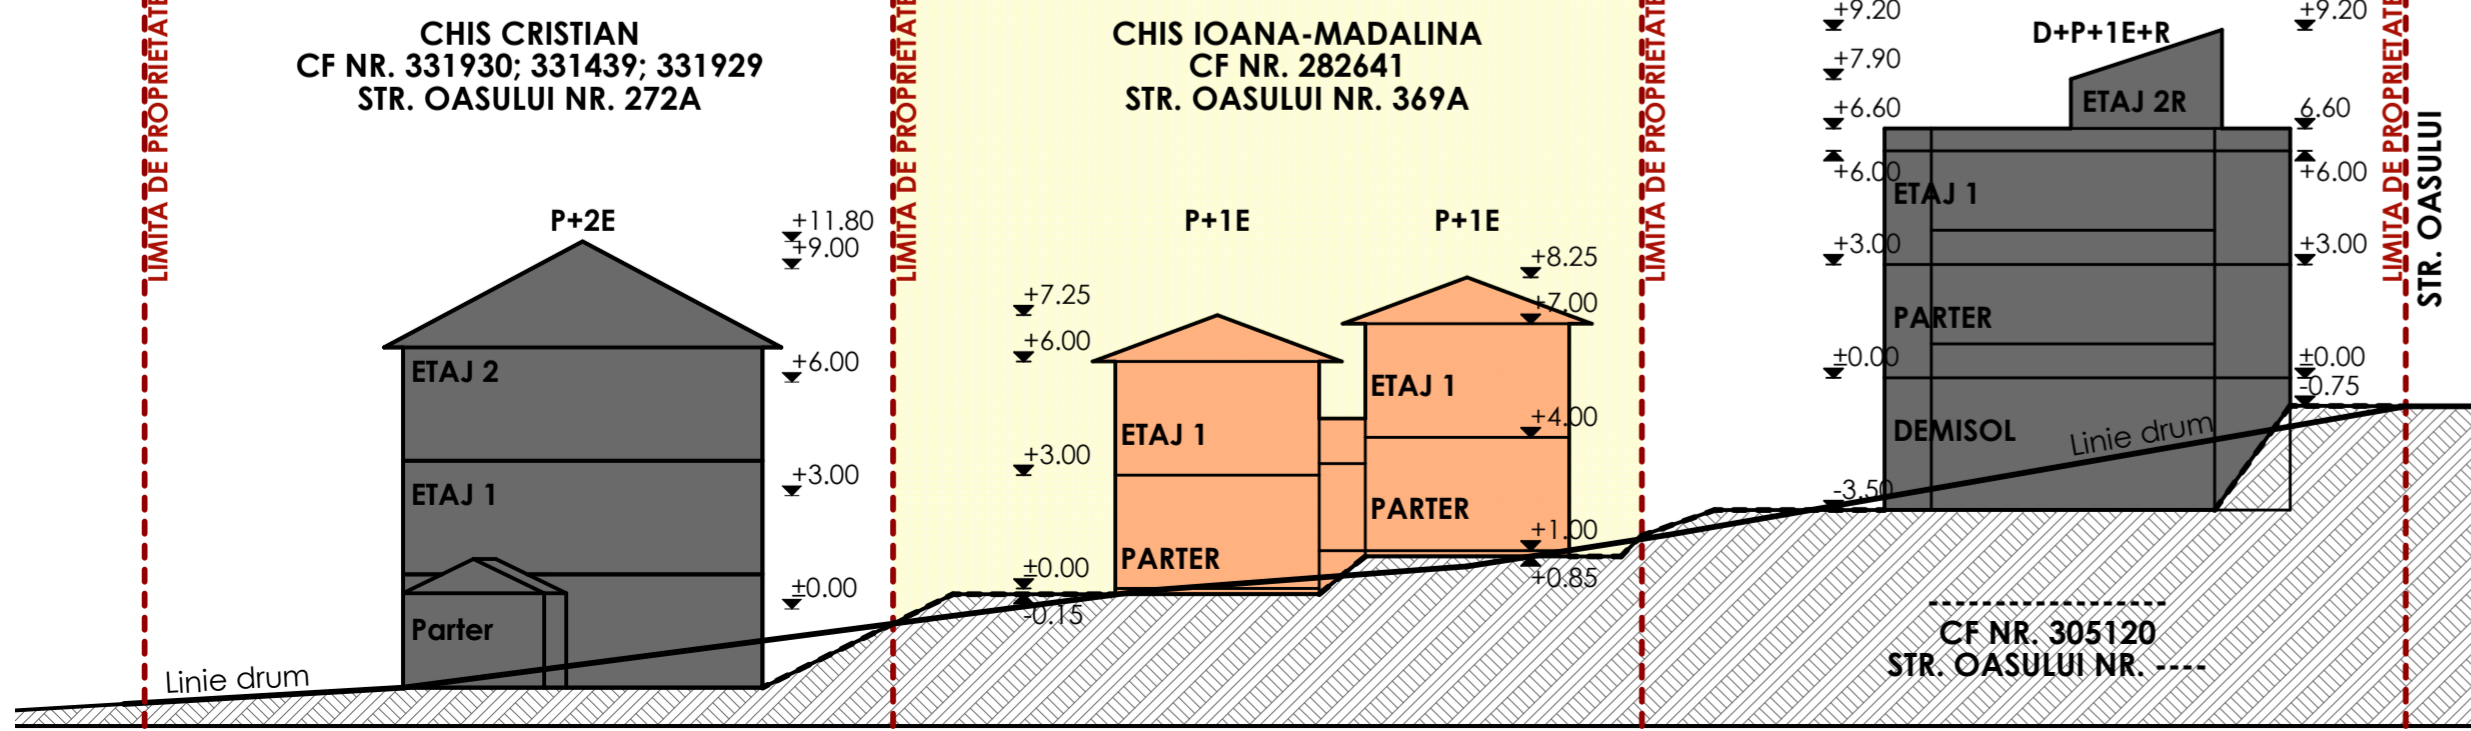 LIMITA DE PROPRIETATE
CHIS CRISTIAN
CF NR. 331930; 331439; 331929
STR. OASULUI NR. 272A
P+2E
+11.80
+9.00
+6.00
+3.00
±0.00
ETAJ 2
ETAJ 1
Parter
Linie drum
LIMITA DE PROPRIETATE
CHIS IOANA-MADALINA
CF NR. 282641
STR. OASULUI NR. 369A
P+1E
P+1E
+7.25
+6.00
+3.00
±0.00
-0.15
ETAJ 1
PARTER
+8.25
+7.00
+4.00
+1.00
+0.85
ETAJ 1
PARTER
LIMITA DE PROPRIETATE
D+P+1E+R
+9.20
+7.90
+6.60
+6.00
+3.00
±0.00
-3.50
ETAJ 2R
ETAJ 1
PARTER
DEMISOL
Linie drum
+9.20
6.60
+6.00
+3.00
±0.00
-0.75
LIMITA DE PROPRIETATE
STR. OASULUI
CF NR. 305120
STR. OASULUI NR. ----